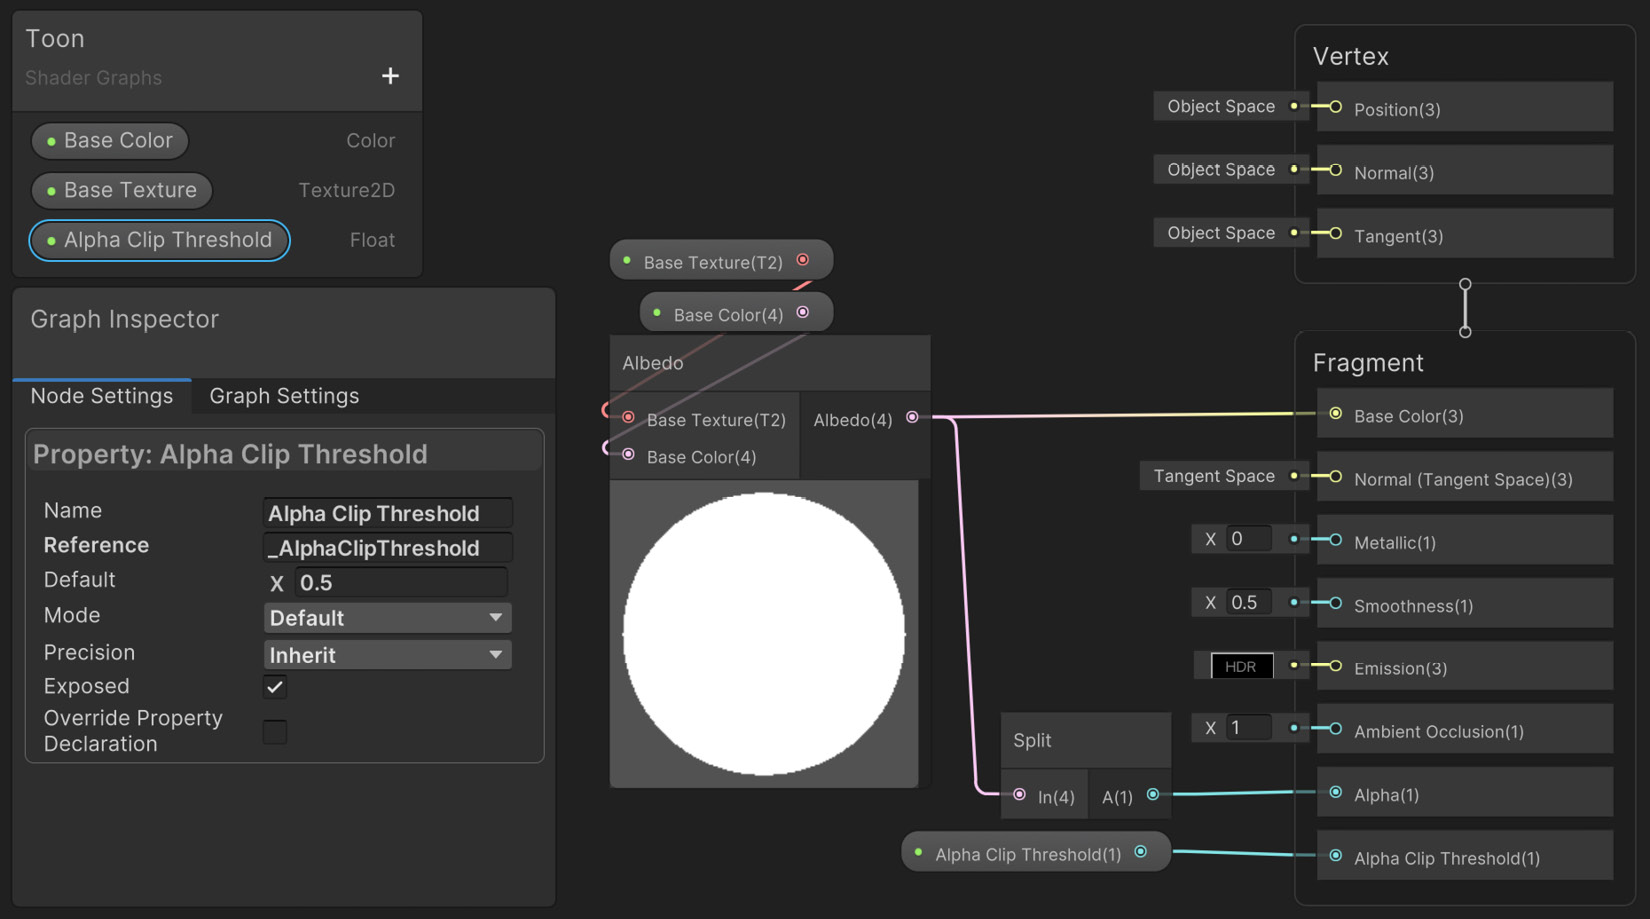 Toon
Shader Graphs
+
Base Color Color
Base Texture Texture2D
Alpha Clip Threshold Float
Graph Inspector
Node Settings Graph Settings
Property: Alpha Clip Threshold
Name Alpha Clip Threshold
Reference _AlphaClipThreshold
Default X 0.5
Mode Default
Precision Inherit
Exposed
Override Property
Declaration
Base Texture(T2)
Base Color(4)
Albedo
Base Texture(T2) Albedo(4)
Base Color(4)
Split
In(4) A(1)
Alpha Clip Threshold(1)
Vertex
Object Space Position(3)
Object Space Normal(3)
Object Space Tangent(3)
Fragment
Base Color(3)
Tangent Space Normal (Tangent Space)(3)
X 0 Metallic(1)
X 0.5 Smoothness(1)
HDR Emission(3)
X 1 Ambient Occlusion(1)
Alpha(1)
Alpha Clip Threshold(1)